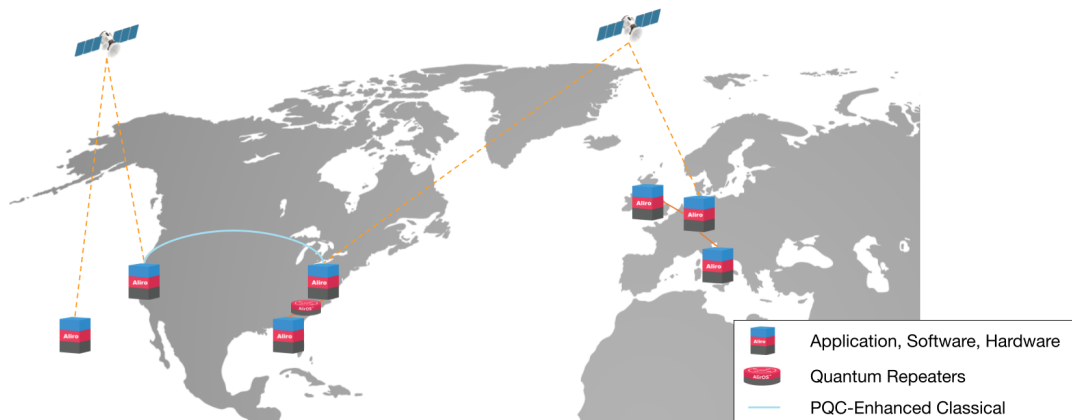 Aliro
Aliro
Aliro
Aliro
Aliro
Aliro
Aliro
Aliro
Application, Software, Hardware
Quantum Repeaters
PQC-Enhanced Classical